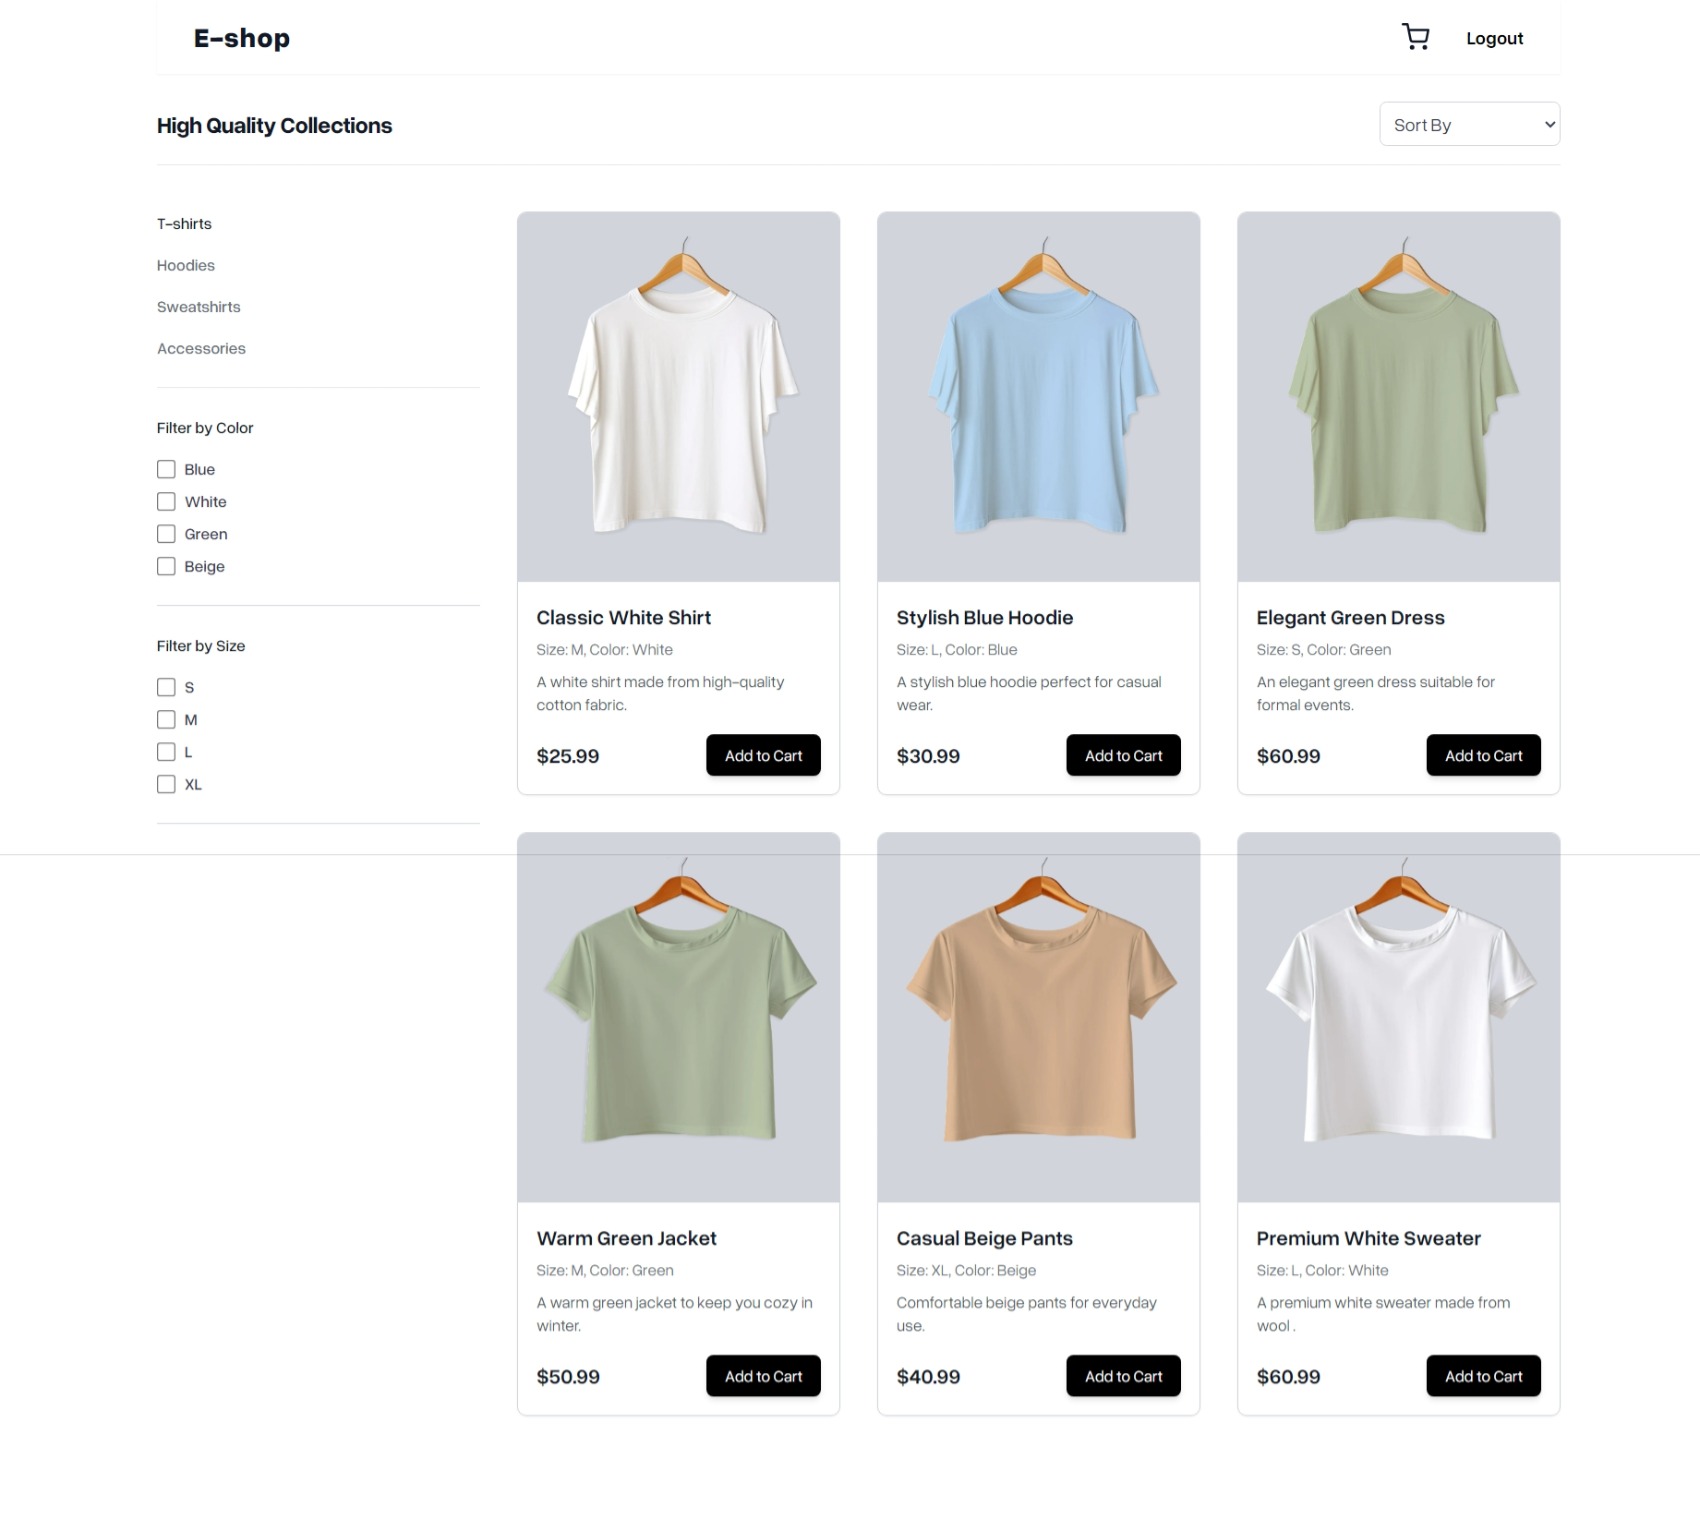 E-shop
Logout
High Quality Collections
Sort By
T-shirts
Hoodies
Sweatshirts
Accessories
Filter by Color
Blue
White
Green
Beige
Filter by Size
S
M
L
XL
Classic White Shirt
Size: M, Color: White
A white shirt made from high-quality
cotton fabric.
$25.99
Add to Cart
Stylish Blue Hoodie
Size: L, Color: Blue
A stylish blue hoodie perfect for casual
wear.
$30.99
Add to Cart
Elegant Green Dress
Size: S, Color: Green
An elegant green dress suitable for
formal events.
$60.99
Add to Cart
Warm Green Jacket
Size: M, Color: Green
A warm green jacket to keep you cozy in
winter.
$50.99
Add to Cart
Casual Beige Pants
Size: XL, Color: Beige
Comfortable beige pants for everyday
use.
$40.99
Add to Cart
Premium White Sweater
Size: L, Color: White
A premium white sweater made from
wool .
$60.99
Add to Cart